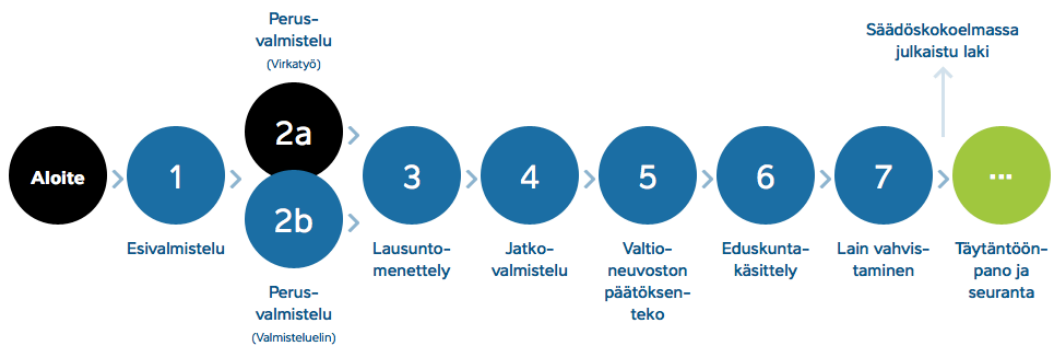 Perus-
valmistelu
(Virkatyö)
Säädöskokoelmassa
julkaistu laki
Aloite
1
2a
2b
3
4
5
6
7
...
Esivalmistelu
Perus-
valmistelu
(Valmisteluelin)
Lausunto-
menettely
Jatko-
valmistelu
Valtio-
neuvoston
päätöksen-
teko
Eduskunta-
käsittely
Lain vahvis-
taminen
Täytäntöön-
pano ja
seuranta